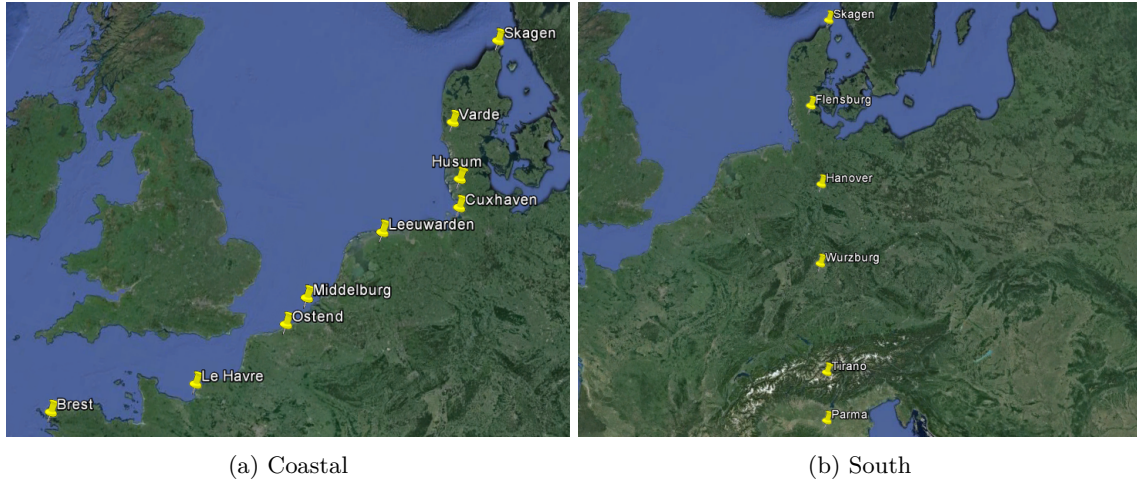 Skagen
Varde
Husum
Cuxhaven
Leeuwarden
Middelburg
Ostend
Le Havre
Brest
(a) Coastal
Skagen
Flensburg
Hanover
Wurzburg
Tirano
Parma
(b) South